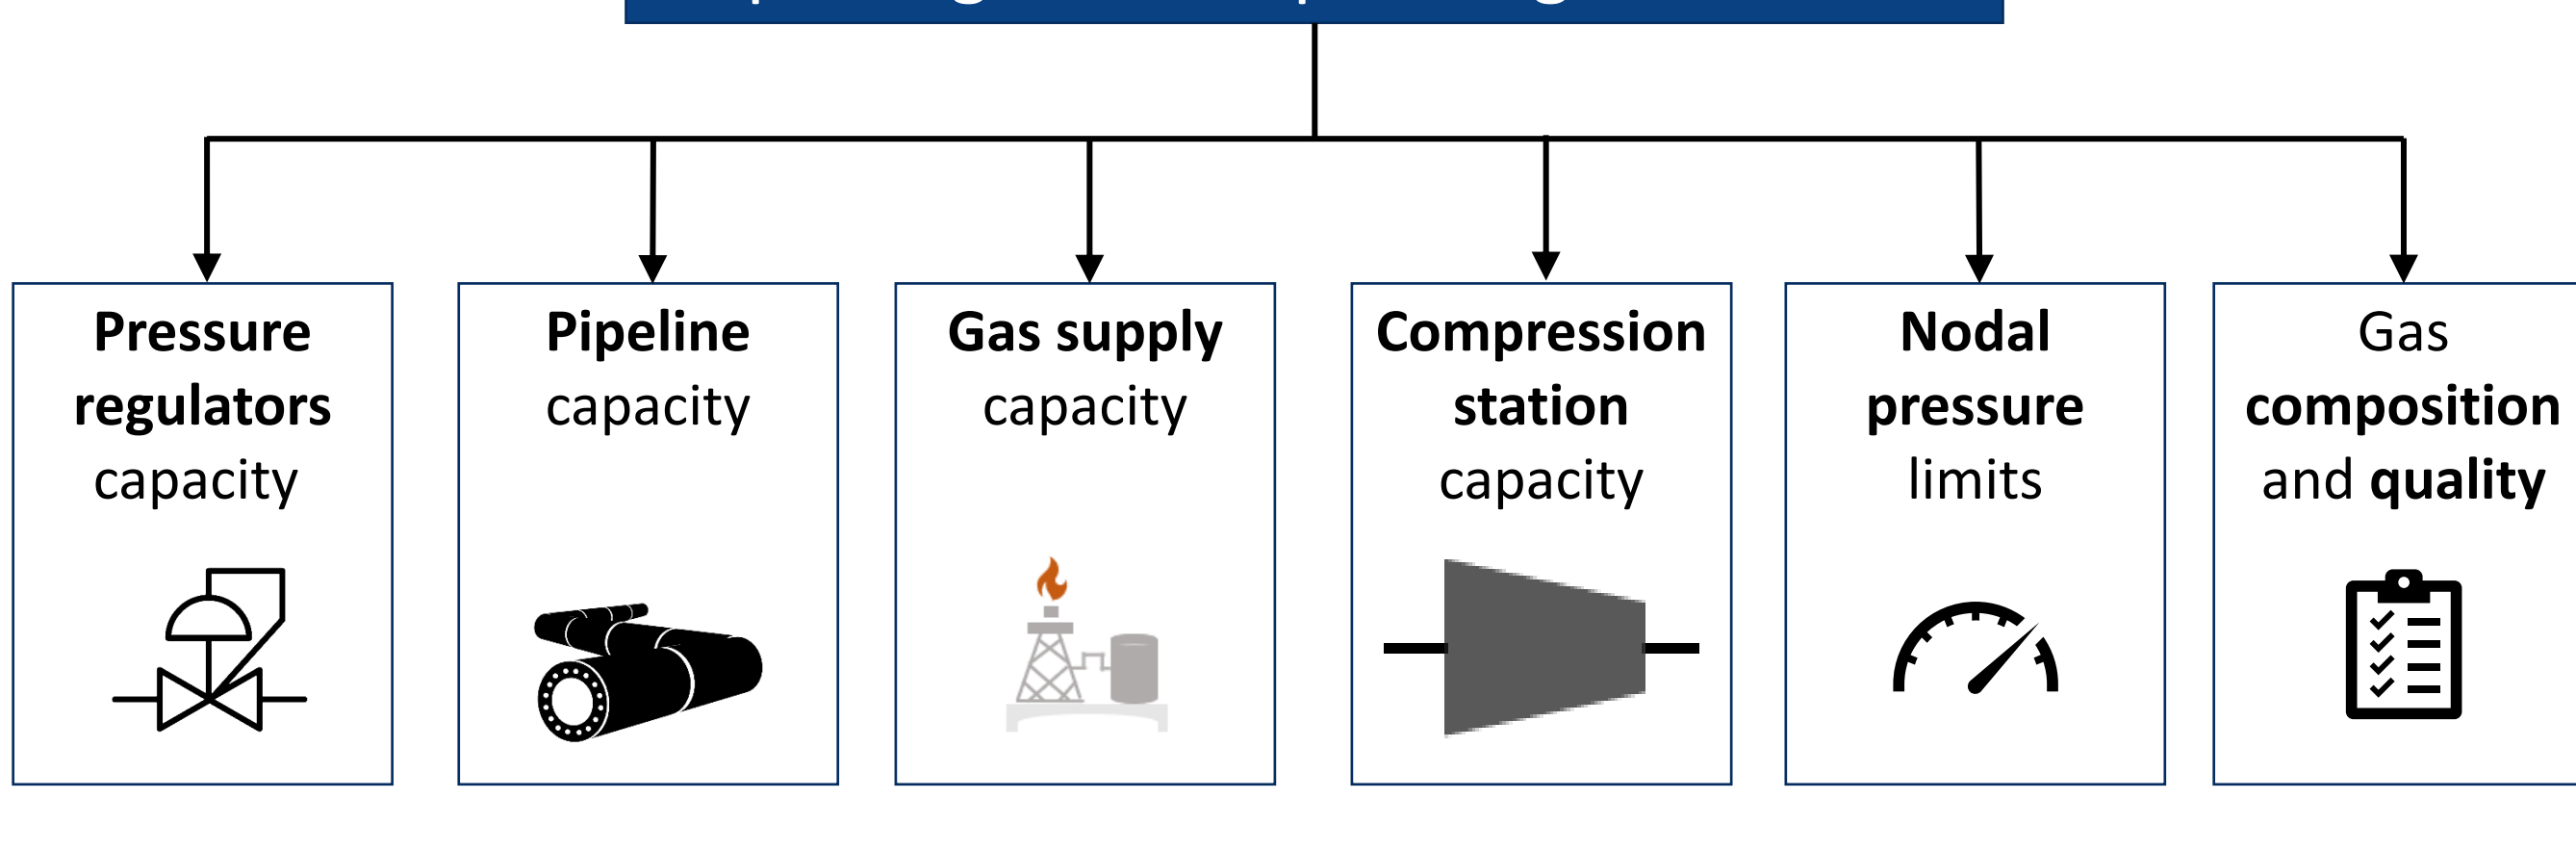 Pressure
regulators
capacity
Pipeline
capacity
Gas supply
capacity
Compression
station
capacity
Nodal
pressure
limits
Gas
composition
and quality